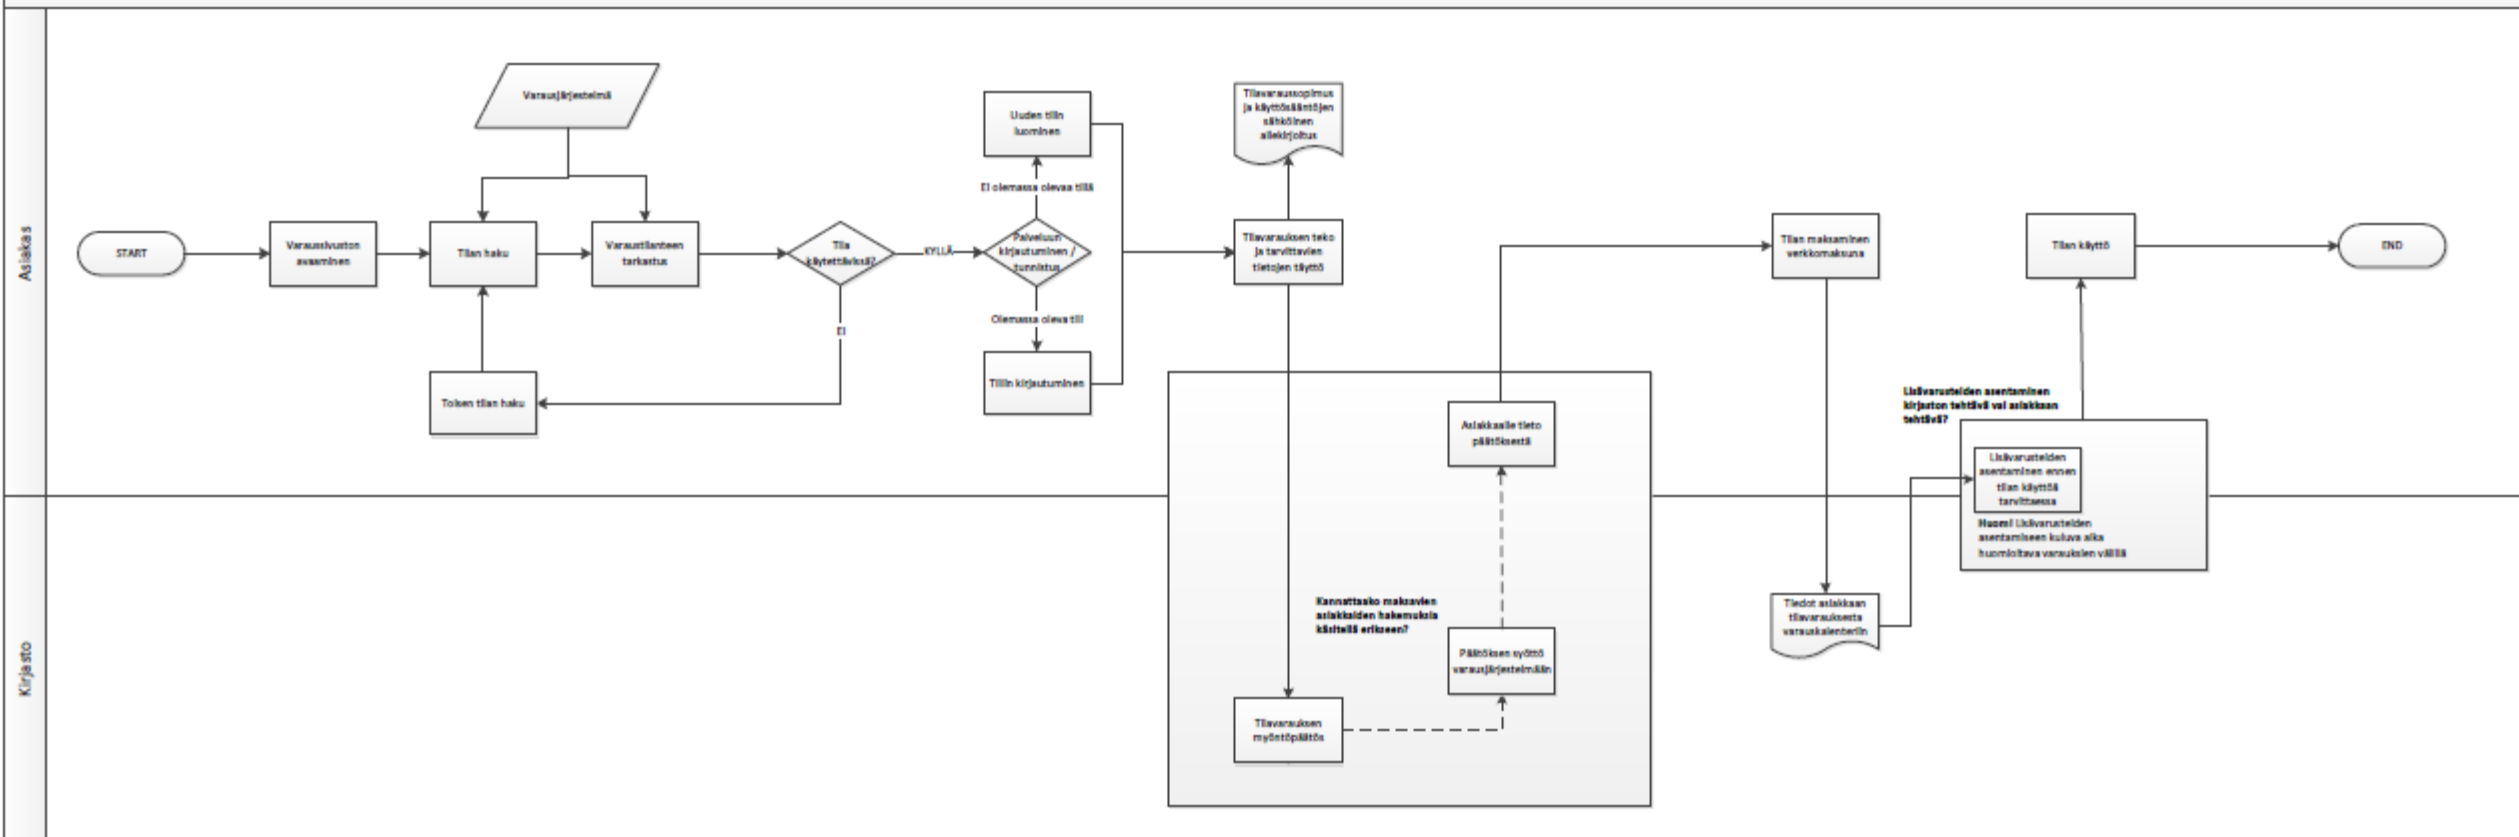 Asiakas
Varausjärjestelmä
START
Varaussivuston
avaaminen
Tilan haku
Varaustilanteen
tarkastus
Tila
käytettävissä?
KYLLÄ
EI
Toisen tilan haku
Uuden tilin
luominen
Ei olemassa olevaa tiliä
Palveluun
kirjautuminen /
tunnistus
Olemassa oleva tili
Tiliin kirjautuminen
Tilavaraussopimus
ja käyttösääntöjen
sähköinen
allekirjoitus
Tilavarauksen teko
ja tarvittavien
tietojen täyttö
Asiakkaalle tieto
päätöksestä
Tilan maksaminen
verkkomaksuna
Tilan käyttö
END
Lisävarusteiden asentaminen
kirjaston tehtävä vai asiakkaan
tehtävä?
Lisävarusteiden
asentaminen ennen
tilan käyttöä
tarvittaessa
Huom! Lisävarusteiden
asentamiseen kuluva aika
huomioitava varauksien välillä
Kirjasto
Kannattaako maksavien
asiakkaiden hakemuksia
käsitellä erikseen?
Päätöksen syöttö
varausjärjestelmään
Tilavarauksen
myöntöpäätös
Tiedot asiakkaan
tilavarauksesta
varauskalenteriin